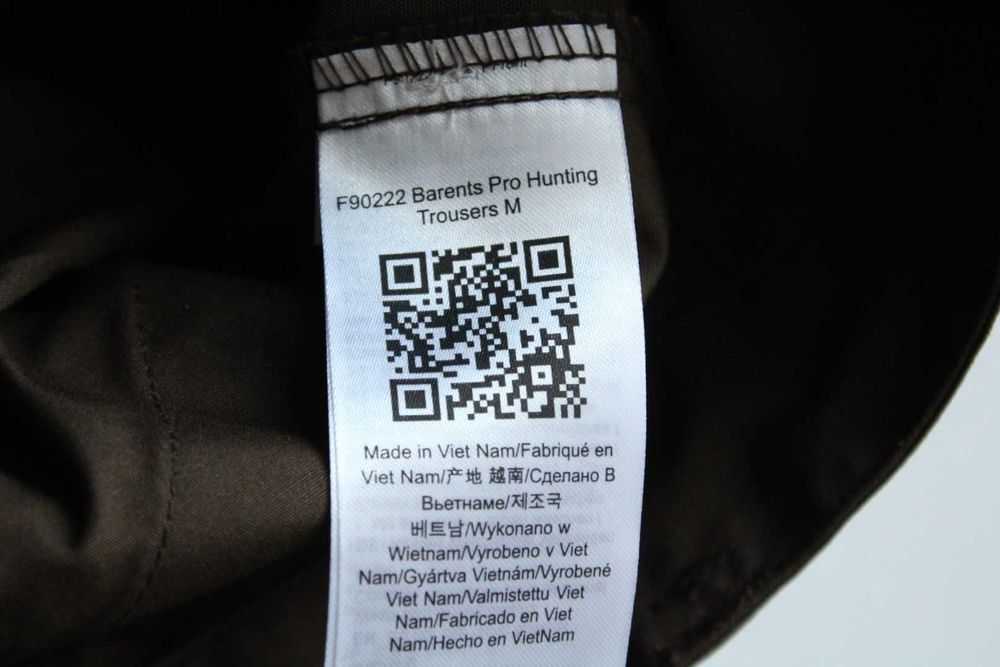 F90222 Barents Pro Hunting
Trousers M
Made in Viet Nam/Fabriqué en
Viet Nam/产地 越南/Сделано В
Вьетнаме/제조국
베트남/Wykonano w
Wietnam/Vyrobeno v Viet
Nam/Gyártva Vietnám/Vyrobené
Viet Nam/Valmistettu Viet
Nam/Fabricado en Viet
Nam/Hecho en VietNam